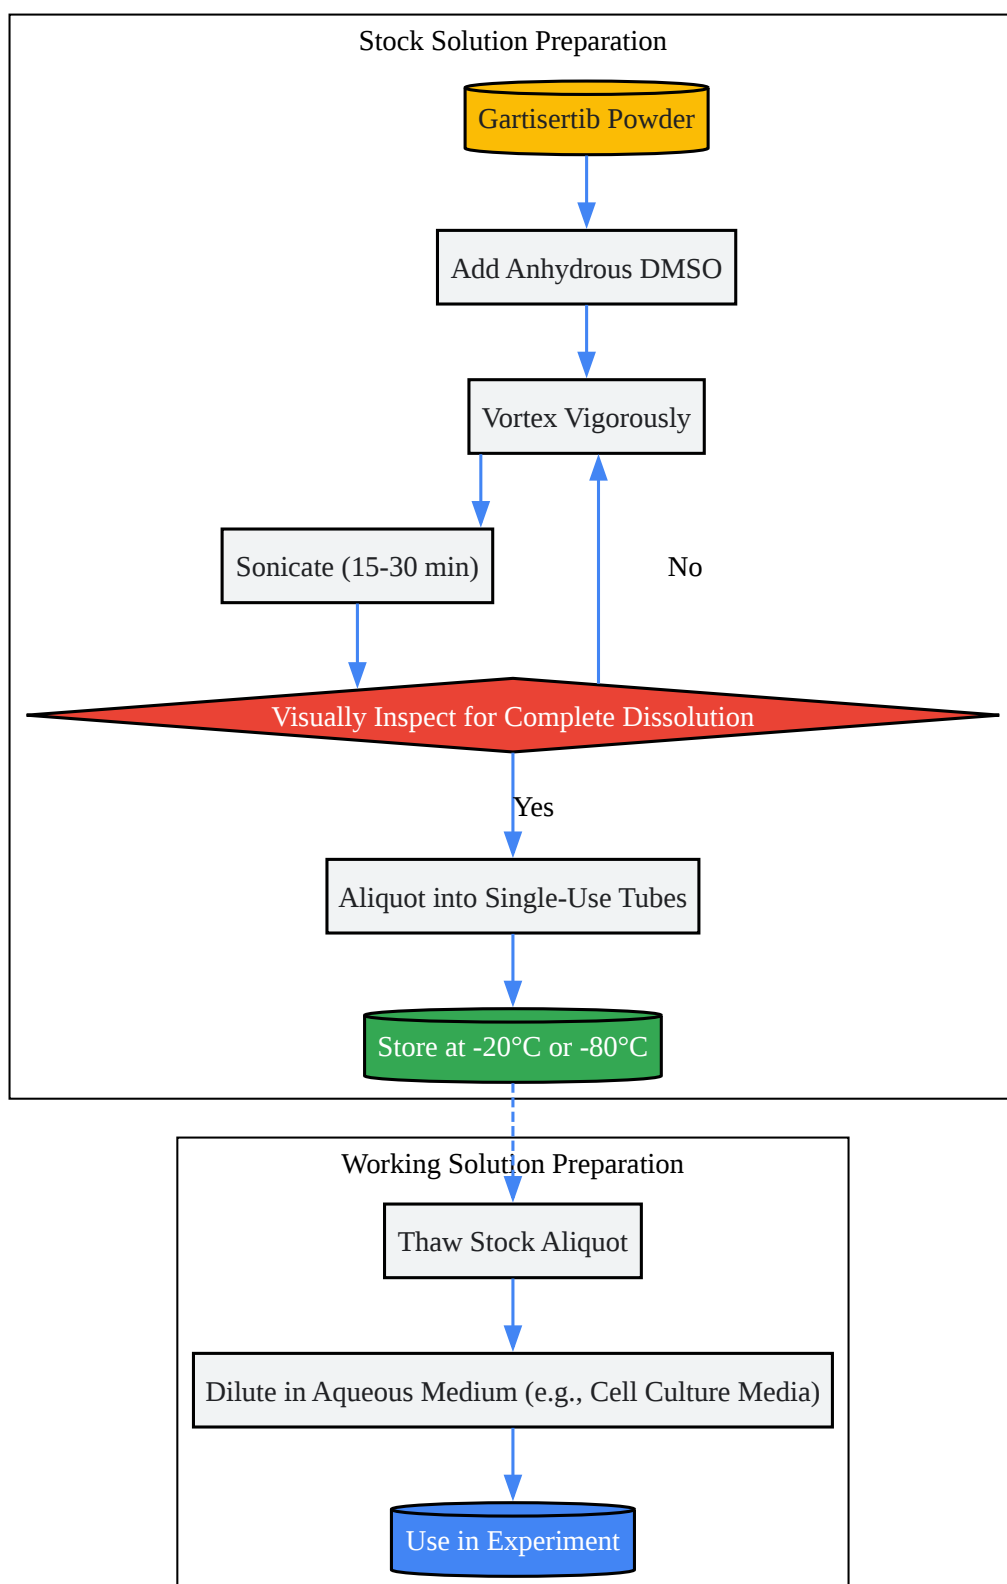 Stock Solution Preparation
Gartisertib Powder
Add Anhydrous DMSO
Vortex Vigorously
Sonicate (15-30 min)
No
Visually Inspect for Complete Dissolution
Yes
Aliquot into Single-Use Tubes
Store at -20°C or -80°C
Working Solution Preparation
Thaw Stock Aliquot
Dilute in Aqueous Medium (e.g., Cell Culture Media)
Use in Experiment